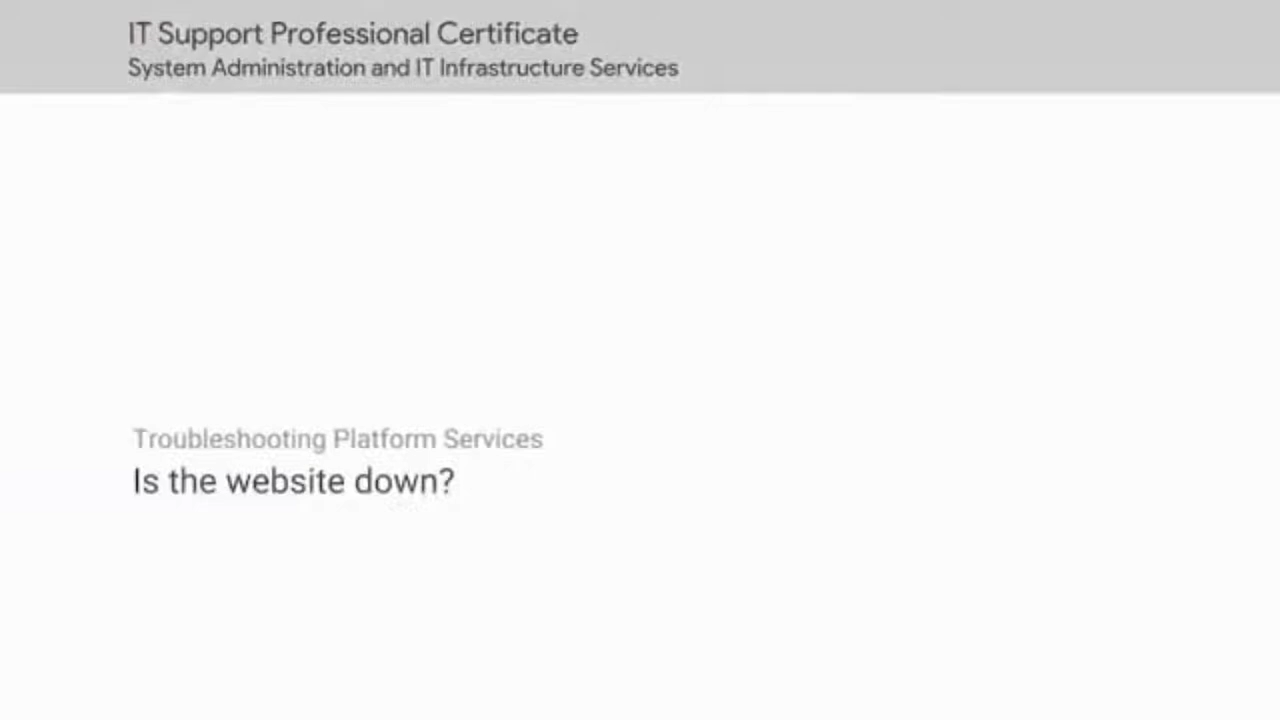 IT Support Professional Certificate
System Administration and IT Infrastructure Services
Troubleshooting Platform Services
Is the website down?